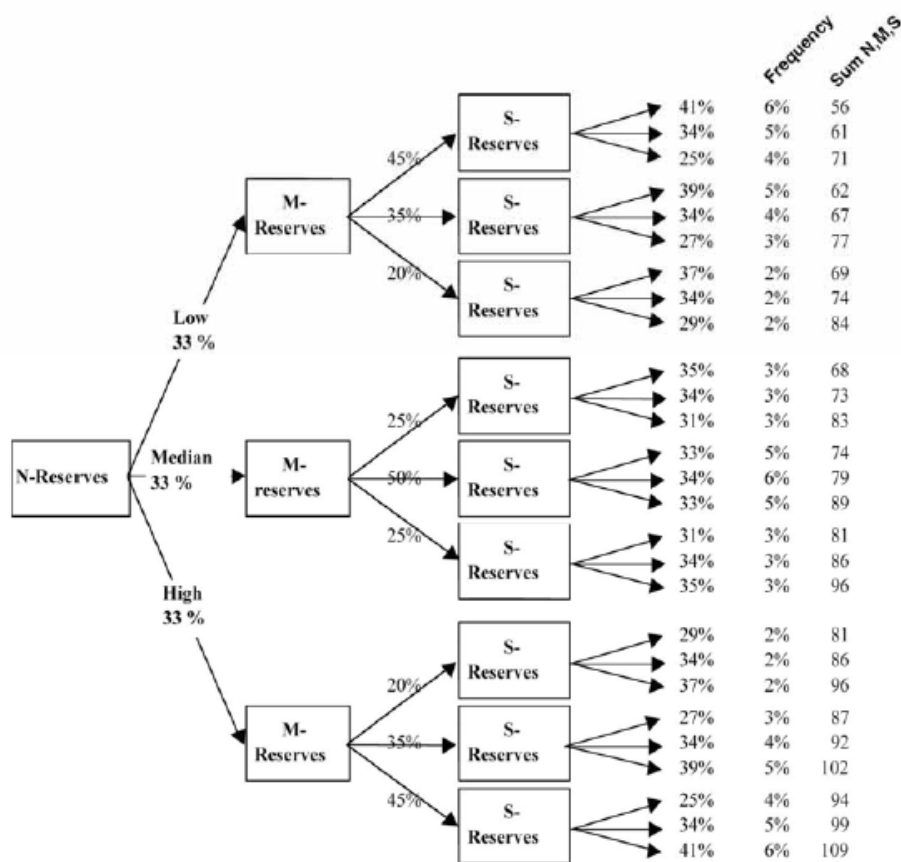 Frequency Sum N,M,S
41% 6% 56
S-
Reserves
34% 5% 61
45%
25% 4% 71
M-
Reserves
39% 5% 62
35%
S-
Reserves
34% 4% 67
27% 3% 77
20%
S-
Reserves
37% 2% 69
34% 2% 74
29% 2% 84
Low
33 %
35% 3% 68
S-
Reserves
34% 3% 73
25%
31% 3% 83
N-Reserves
Median
33 %
M-
reserves
50%
S-
Reserves
33% 5% 74
34% 6% 79
33% 5% 89
25%
S-
Reserves
31% 3% 81
34% 3% 86
35% 3% 96
High
33 %
29% 2% 81
S-
Reserves
34% 2% 86
20%
37% 2% 96
M-
Reserves
35%
S-
Reserves
27% 3% 87
34% 4% 92
39% 5% 102
45%
S-
Reserves
25% 4% 94
34% 5% 99
41% 6% 109